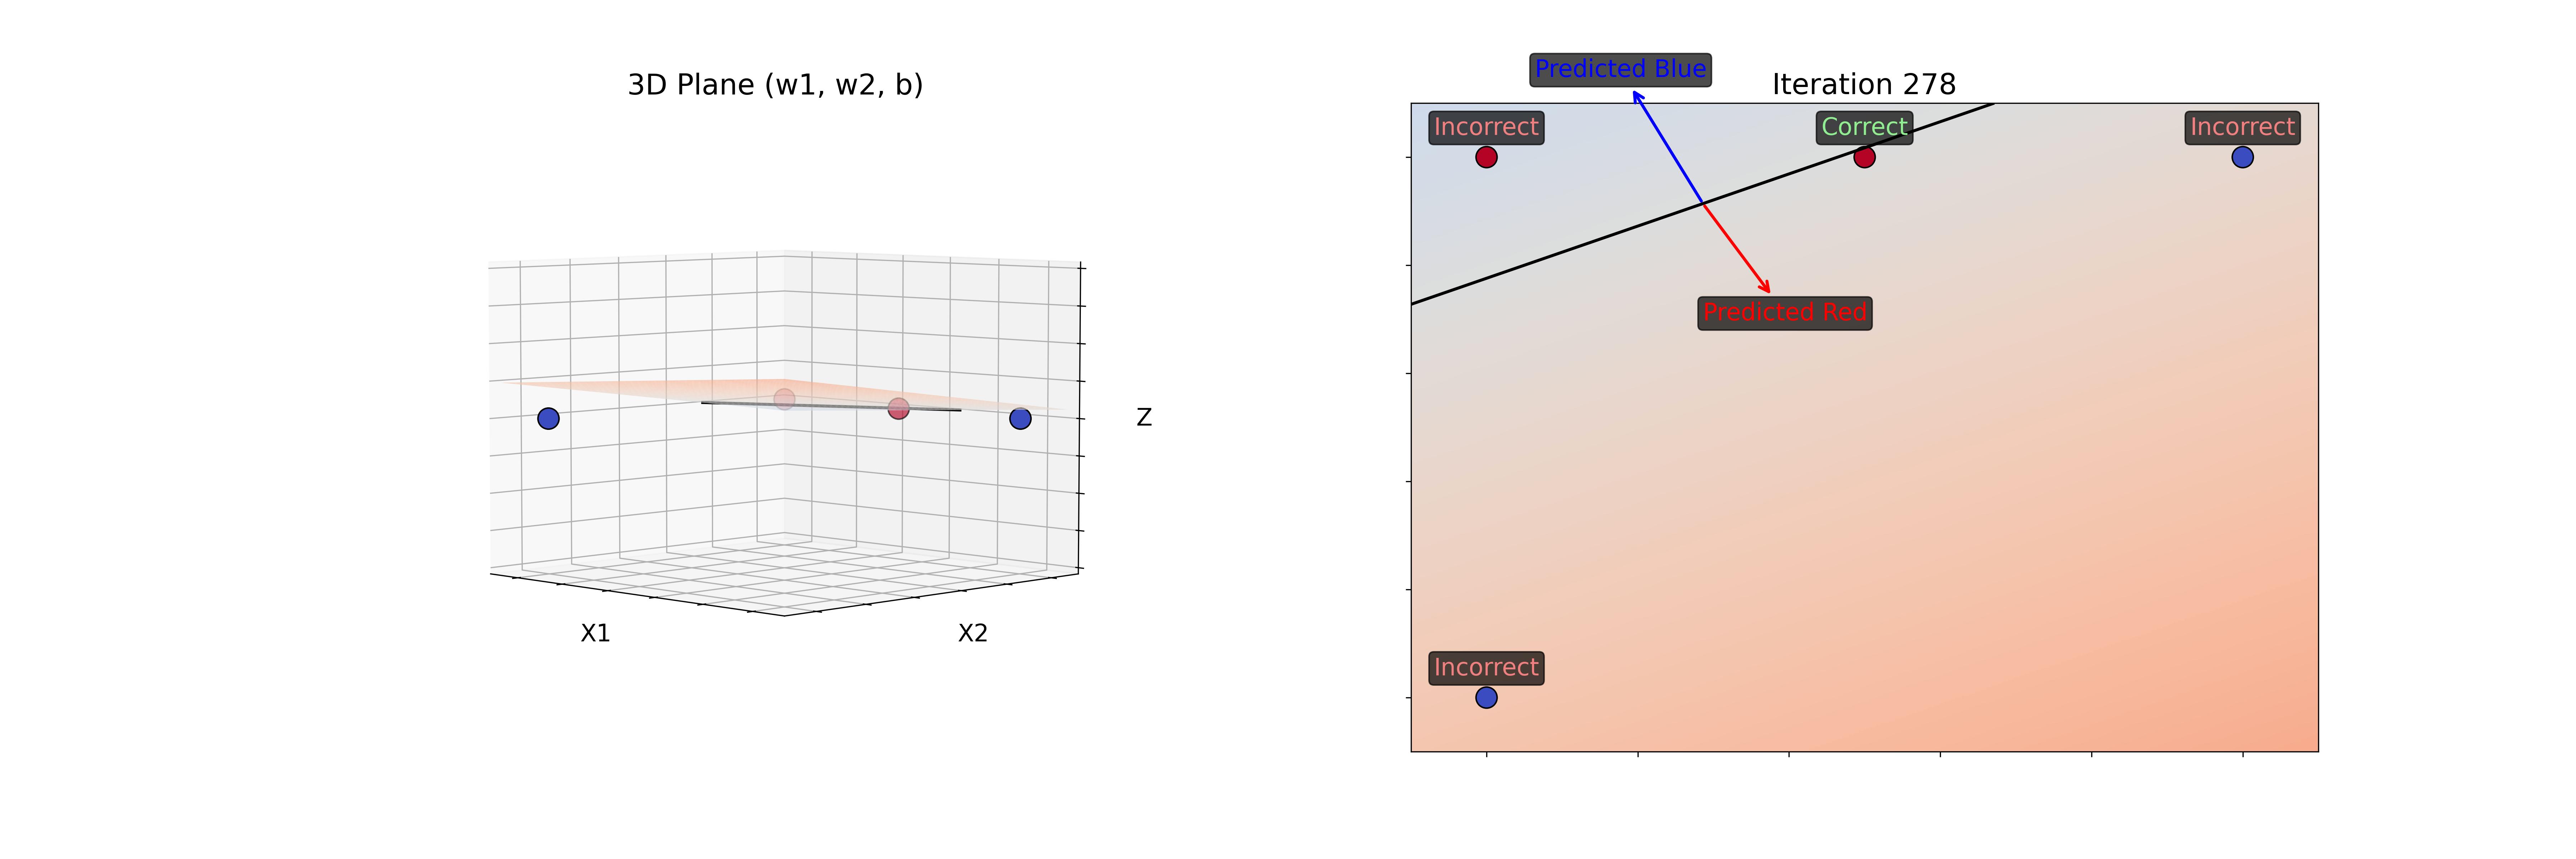 3D Plane (w1, w2, b)
Z
X1
X2
Predicted Blue
Iteration 278
Incorrect
Correct
Incorrect
Predicted Red
Incorrect